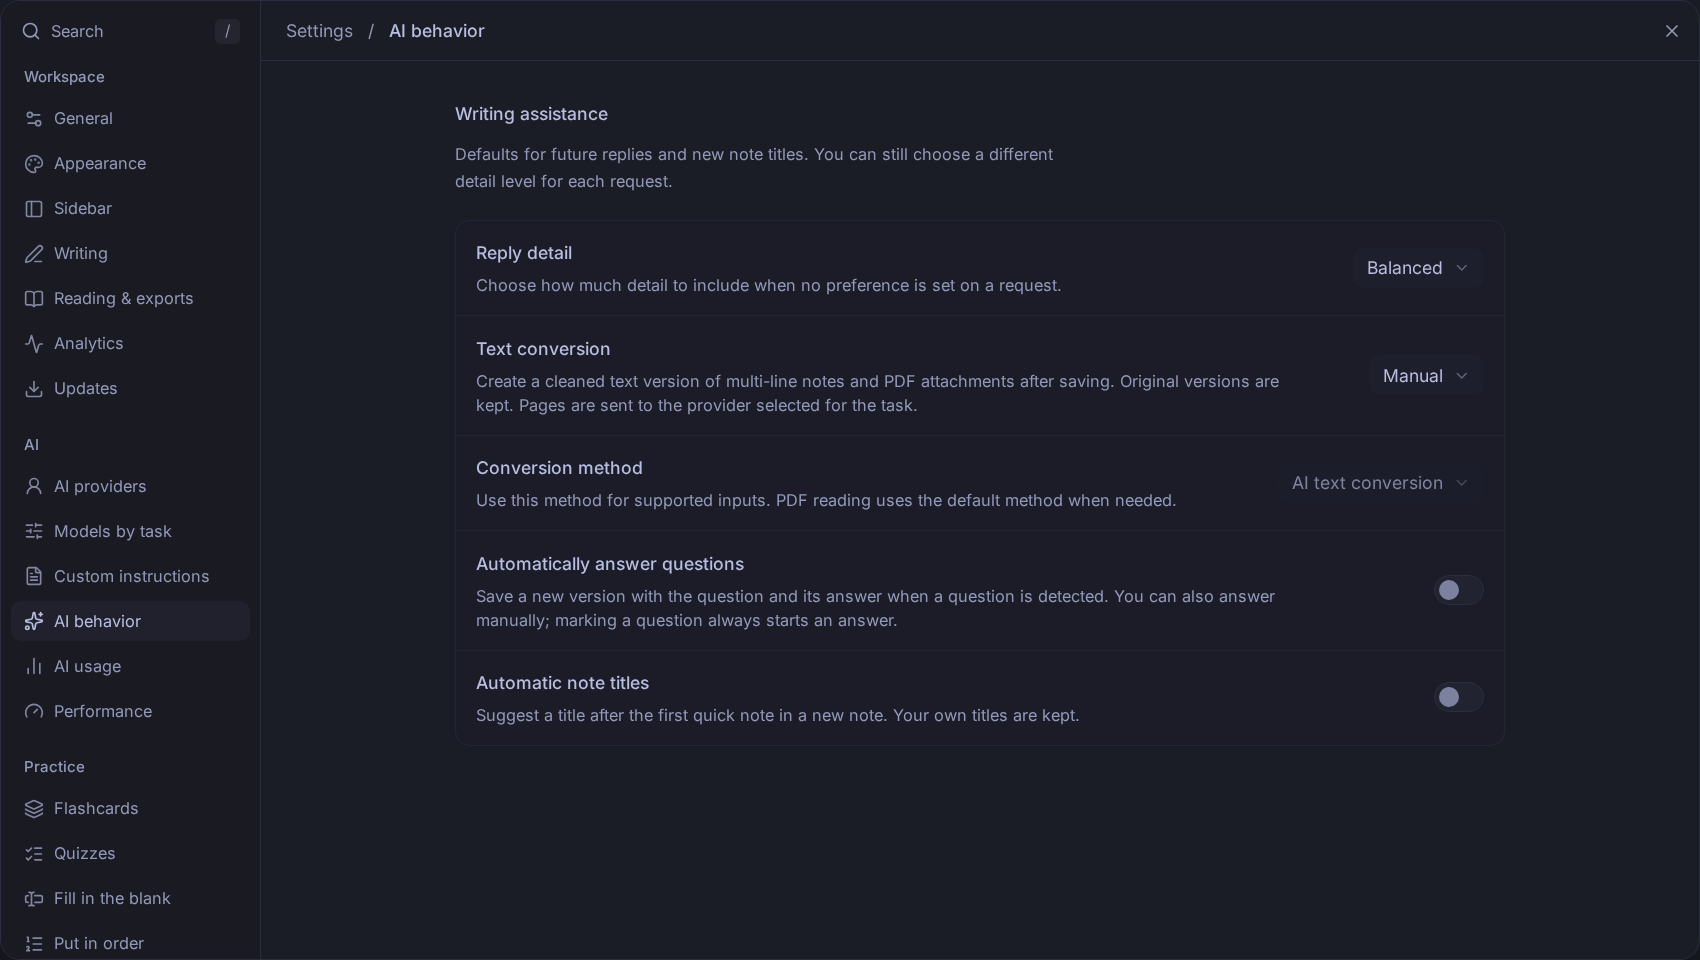 Search /
Workspace
General
Appearance
Sidebar
Writing
Reading & exports
Analytics
Updates
AI
AI providers
Models by task
Custom instructions
AI behavior
AI usage
Performance
Practice
Flashcards
Quizzes
Fill in the blank
Put in order
Settings / AI behavior
Writing assistance
Defaults for future replies and new note titles. You can still choose a different
detail level for each request.
Reply detail
Choose how much detail to include when no preference is set on a request.
Balanced
Text conversion
Create a cleaned text version of multi-line notes and PDF attachments after saving. Original versions are
kept. Pages are sent to the provider selected for the task.
Manual
Conversion method
Use this method for supported inputs. PDF reading uses the default method when needed.
AI text conversion
Automatically answer questions
Save a new version with the question and its answer when a question is detected. You can also answer
manually; marking a question always starts an answer.
Automatic note titles
Suggest a title after the first quick note in a new note. Your own titles are kept.